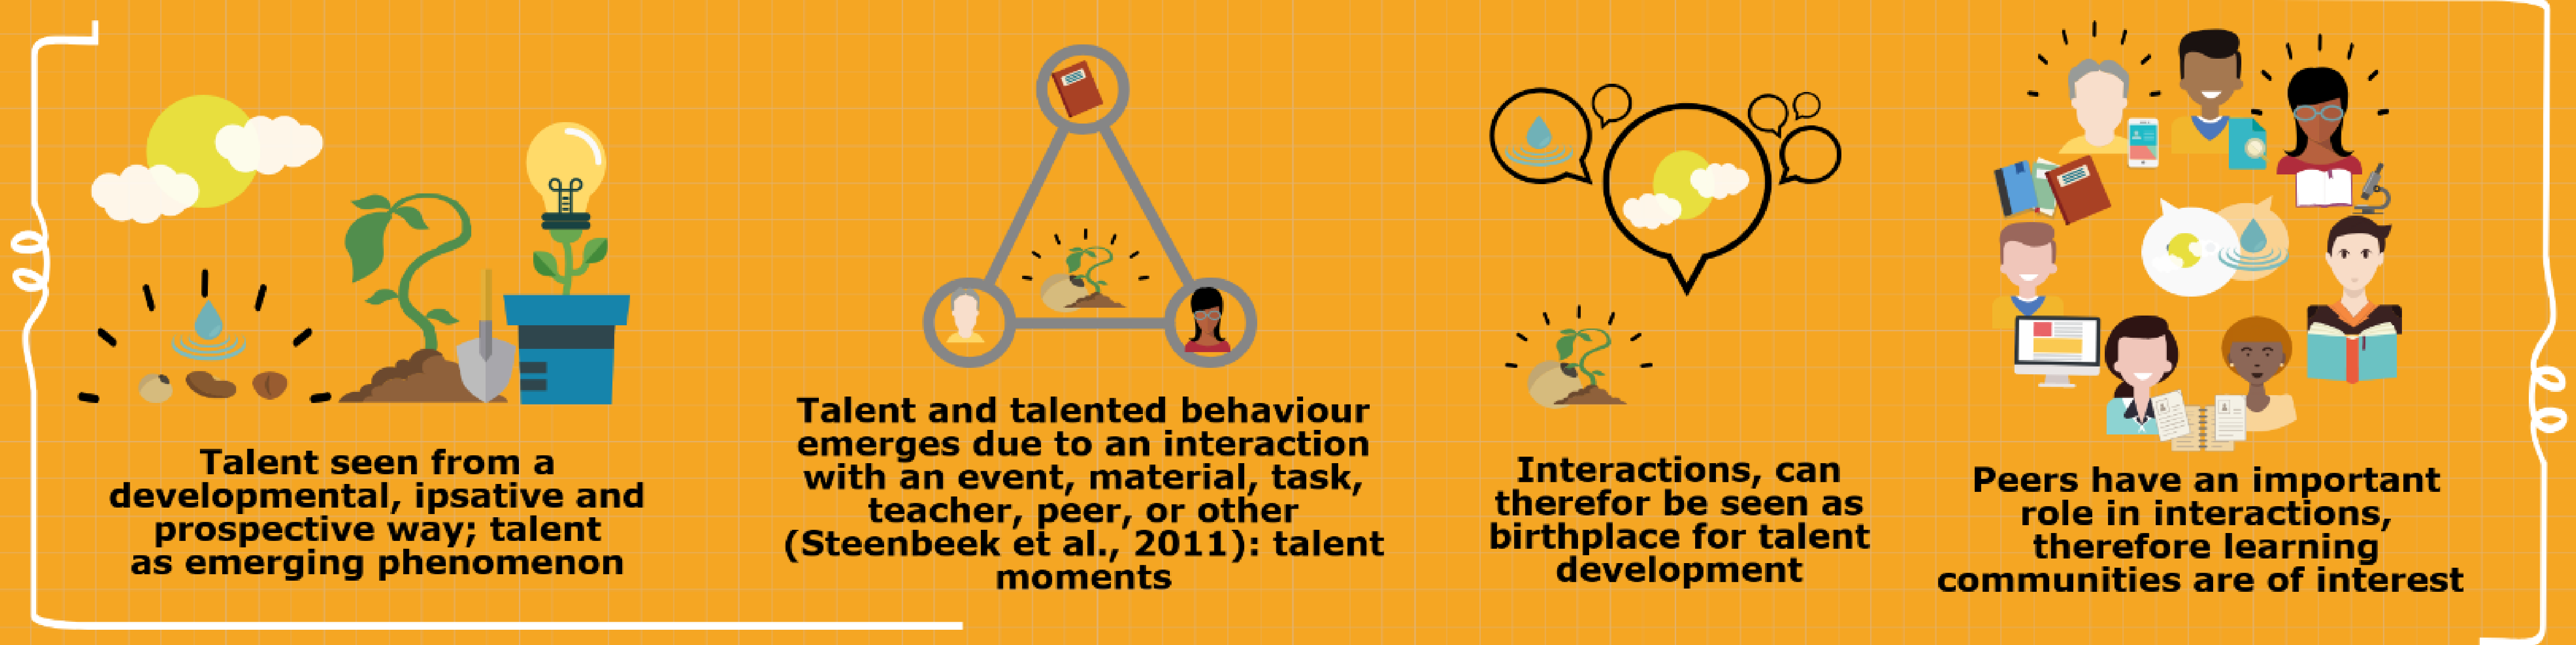 Talent seen from a
developmental, ipsative and
prospective way; talent
as emerging phenomenon
Talent and talented behaviour
emerges due to an interaction
with an event, material, task,
teacher, peer, or other
(Steenbeek et al., 2011): talent
moments
Interactions, can
therefor be seen as
birthplace for talent
development
Peers have an important
role in interactions,
therefore learning
communities are of interest